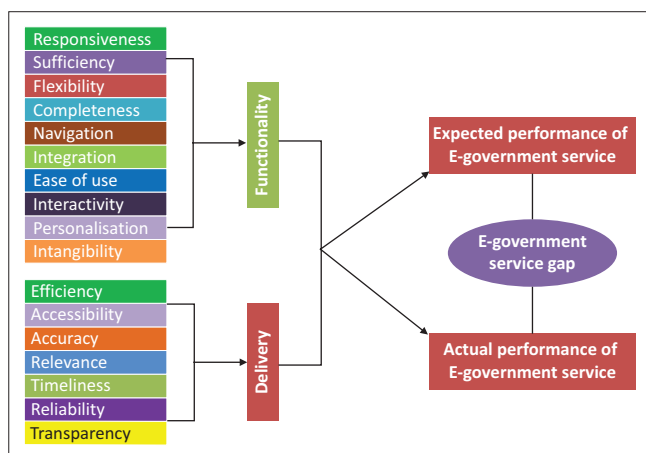 Responsiveness
Sufficiency
Flexibility
Completeness
Navigation
Integration
Ease of use
Interactivity
Personalisation
Intangibility
Functionality
Efficiency
Accessibility
Accuracy
Relevance
Timeliness
Reliability
Transparency
Delivery
Expected performance of
E-government service
E-government
service gap
Actual performance of
E-government service